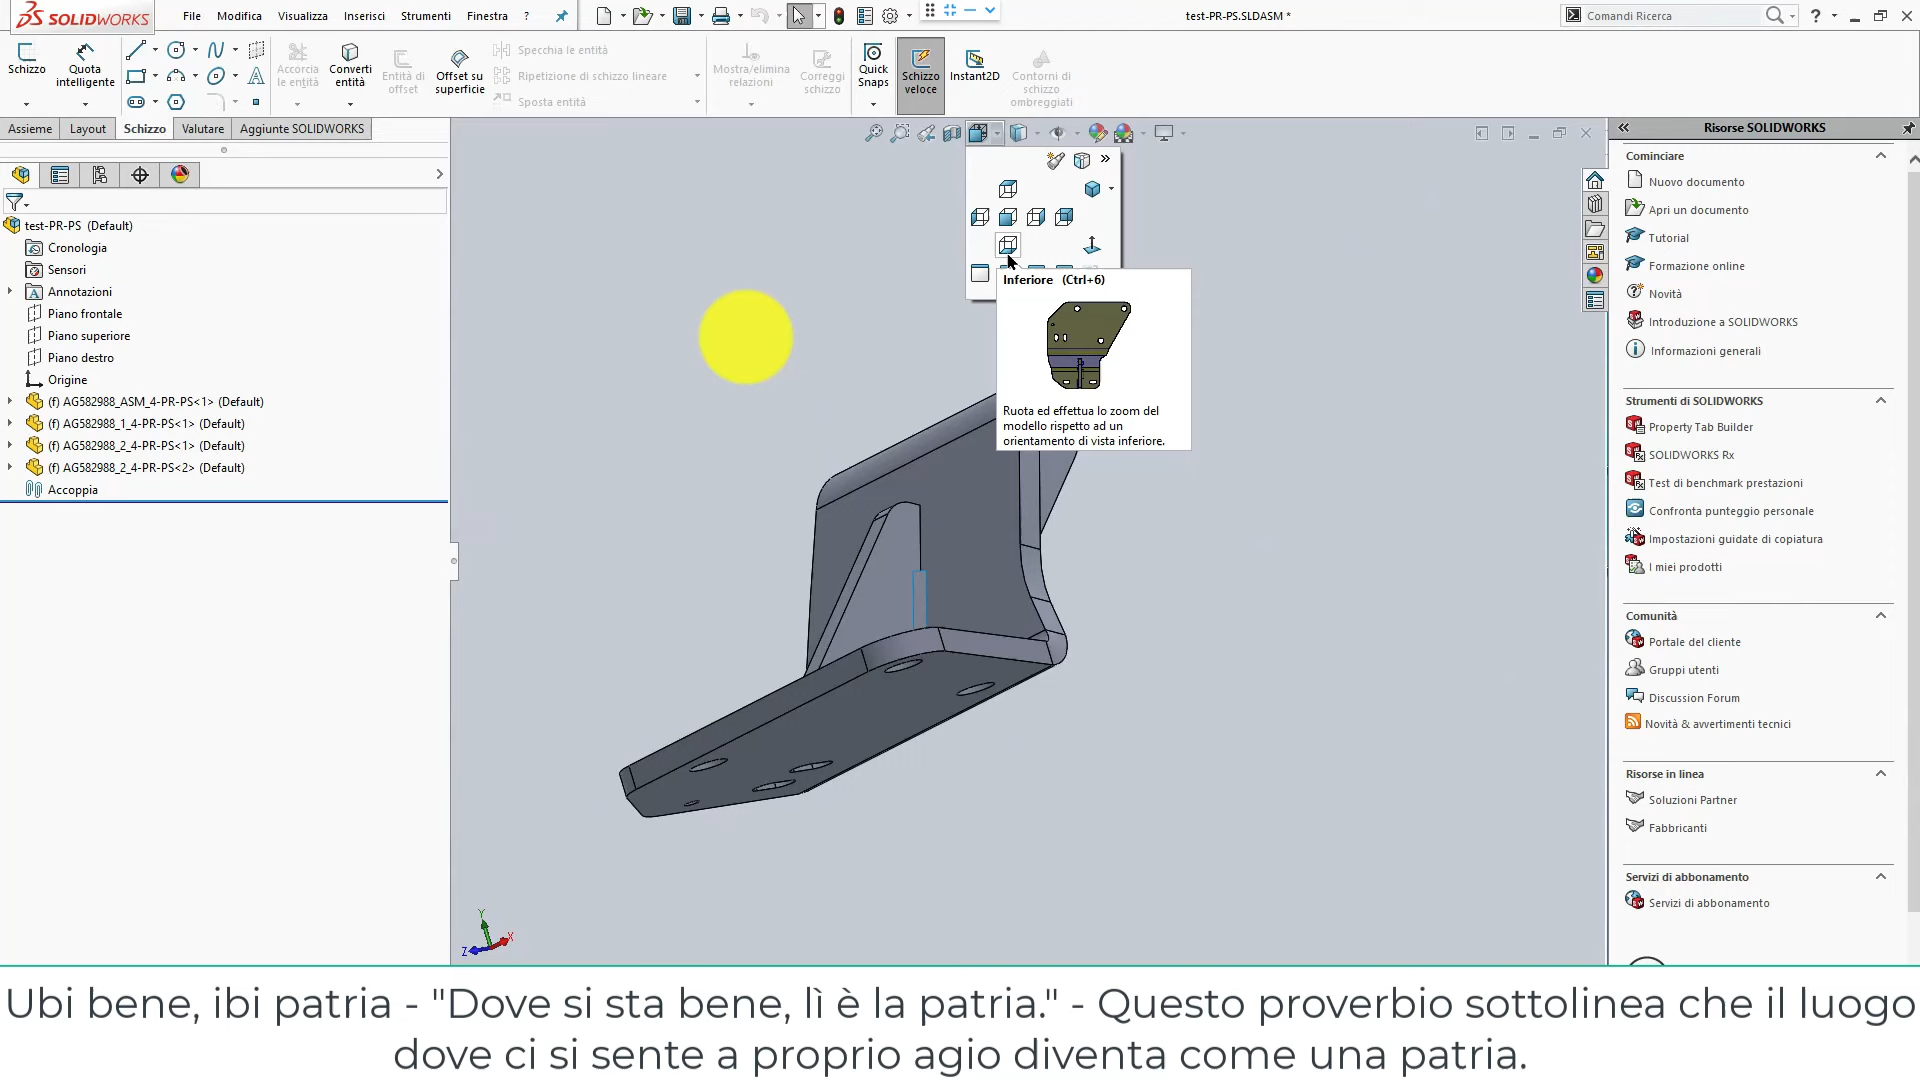 SOLIDWORKS
File
Modifica
Visualizza
Inserisci
Strumenti
Finestra
?
test-PR-PS.SLDASM *
Comandi Ricerca
?
Schizzo
Quota
intelligente
Accorcia
le entità
Converti
entità
Entità di
offset
Offset su
superficie
Specchia le entità
Ripetizione di schizzo lineare
Sposta entità
Mostra/elimina
relazioni
Correggi
schizzo
Quick
Snaps
Schizzo
veloce
Instant2D
Contorni di
schizzo
ombreggiati
Assieme
Layout
Schizzo
Valutare
Aggiunte SOLIDWORKS
test-PR-PS (Default)
Cronologia
Sensori
Annotazioni
Piano frontale
Piano superiore
Piano destro
Origine
(f) AG582988_ASM_4-PR-PS<1> (Default)
(f) AG582988_1_4-PR-PS<1> (Default)
(f) AG582988_2_4-PR-PS<1> (Default)
(f) AG582988_2_4-PR-PS<2> (Default)
Accoppia
Inferiore (Ctrl+6)
Ruota ed effettua lo zoom del
modello rispetto ad un
orientamento di vista inferiore.
Y
X
Z
Risorse SOLIDWORKS
Cominciare
Nuovo documento
Apri un documento
Tutorial
Formazione online
Novità
Introduzione a SOLIDWORKS
Informazioni generali
Strumenti di SOLIDWORKS
Property Tab Builder
SOLIDWORKS Rx
Test di benchmark prestazioni
Confronta punteggio personale
Impostazioni guidate di copiatura
I miei prodotti
Comunità
Portale del cliente
Gruppi utenti
Discussion Forum
Novità & avvertimenti tecnici
Risorse in linea
Soluzioni Partner
Fabbricanti
Servizi di abbonamento
Servizi di abbonamento
Ubi bene, ibi patria - "Dove si sta bene, lì è la patria." - Questo proverbio sottolinea che il luogo
dove ci si sente a proprio agio diventa come una patria.